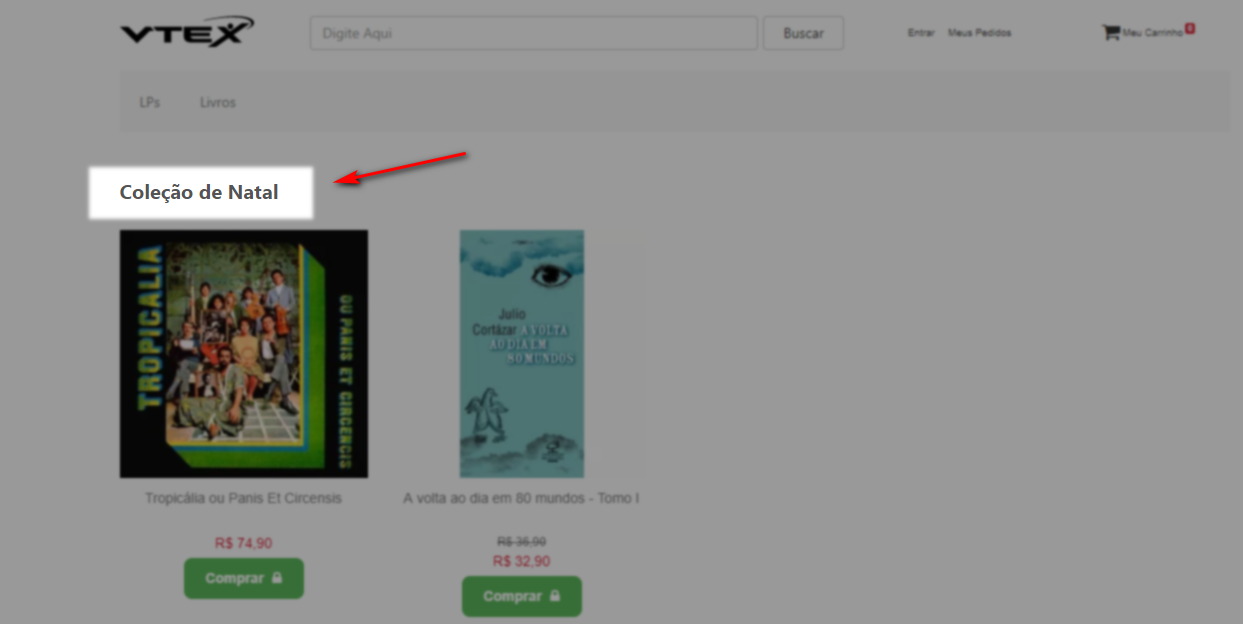 VTEX
Digite Aqui
Buscar
Entrar
Meus Pedidos
Meu Carrinho
LPs
Livros
Coleção de Natal
TROPICALIA
OU PANIS ET CIRCENCIS
Julio
Cortázar A VOLTA
AO DIA EM
80 MUNDOS
Tropicália ou Panis Et Circensis
A volta ao dia em 80 mundos - Tomo I
R$ 74,90
R$ 36,90
R$ 32,90
Comprar
Comprar